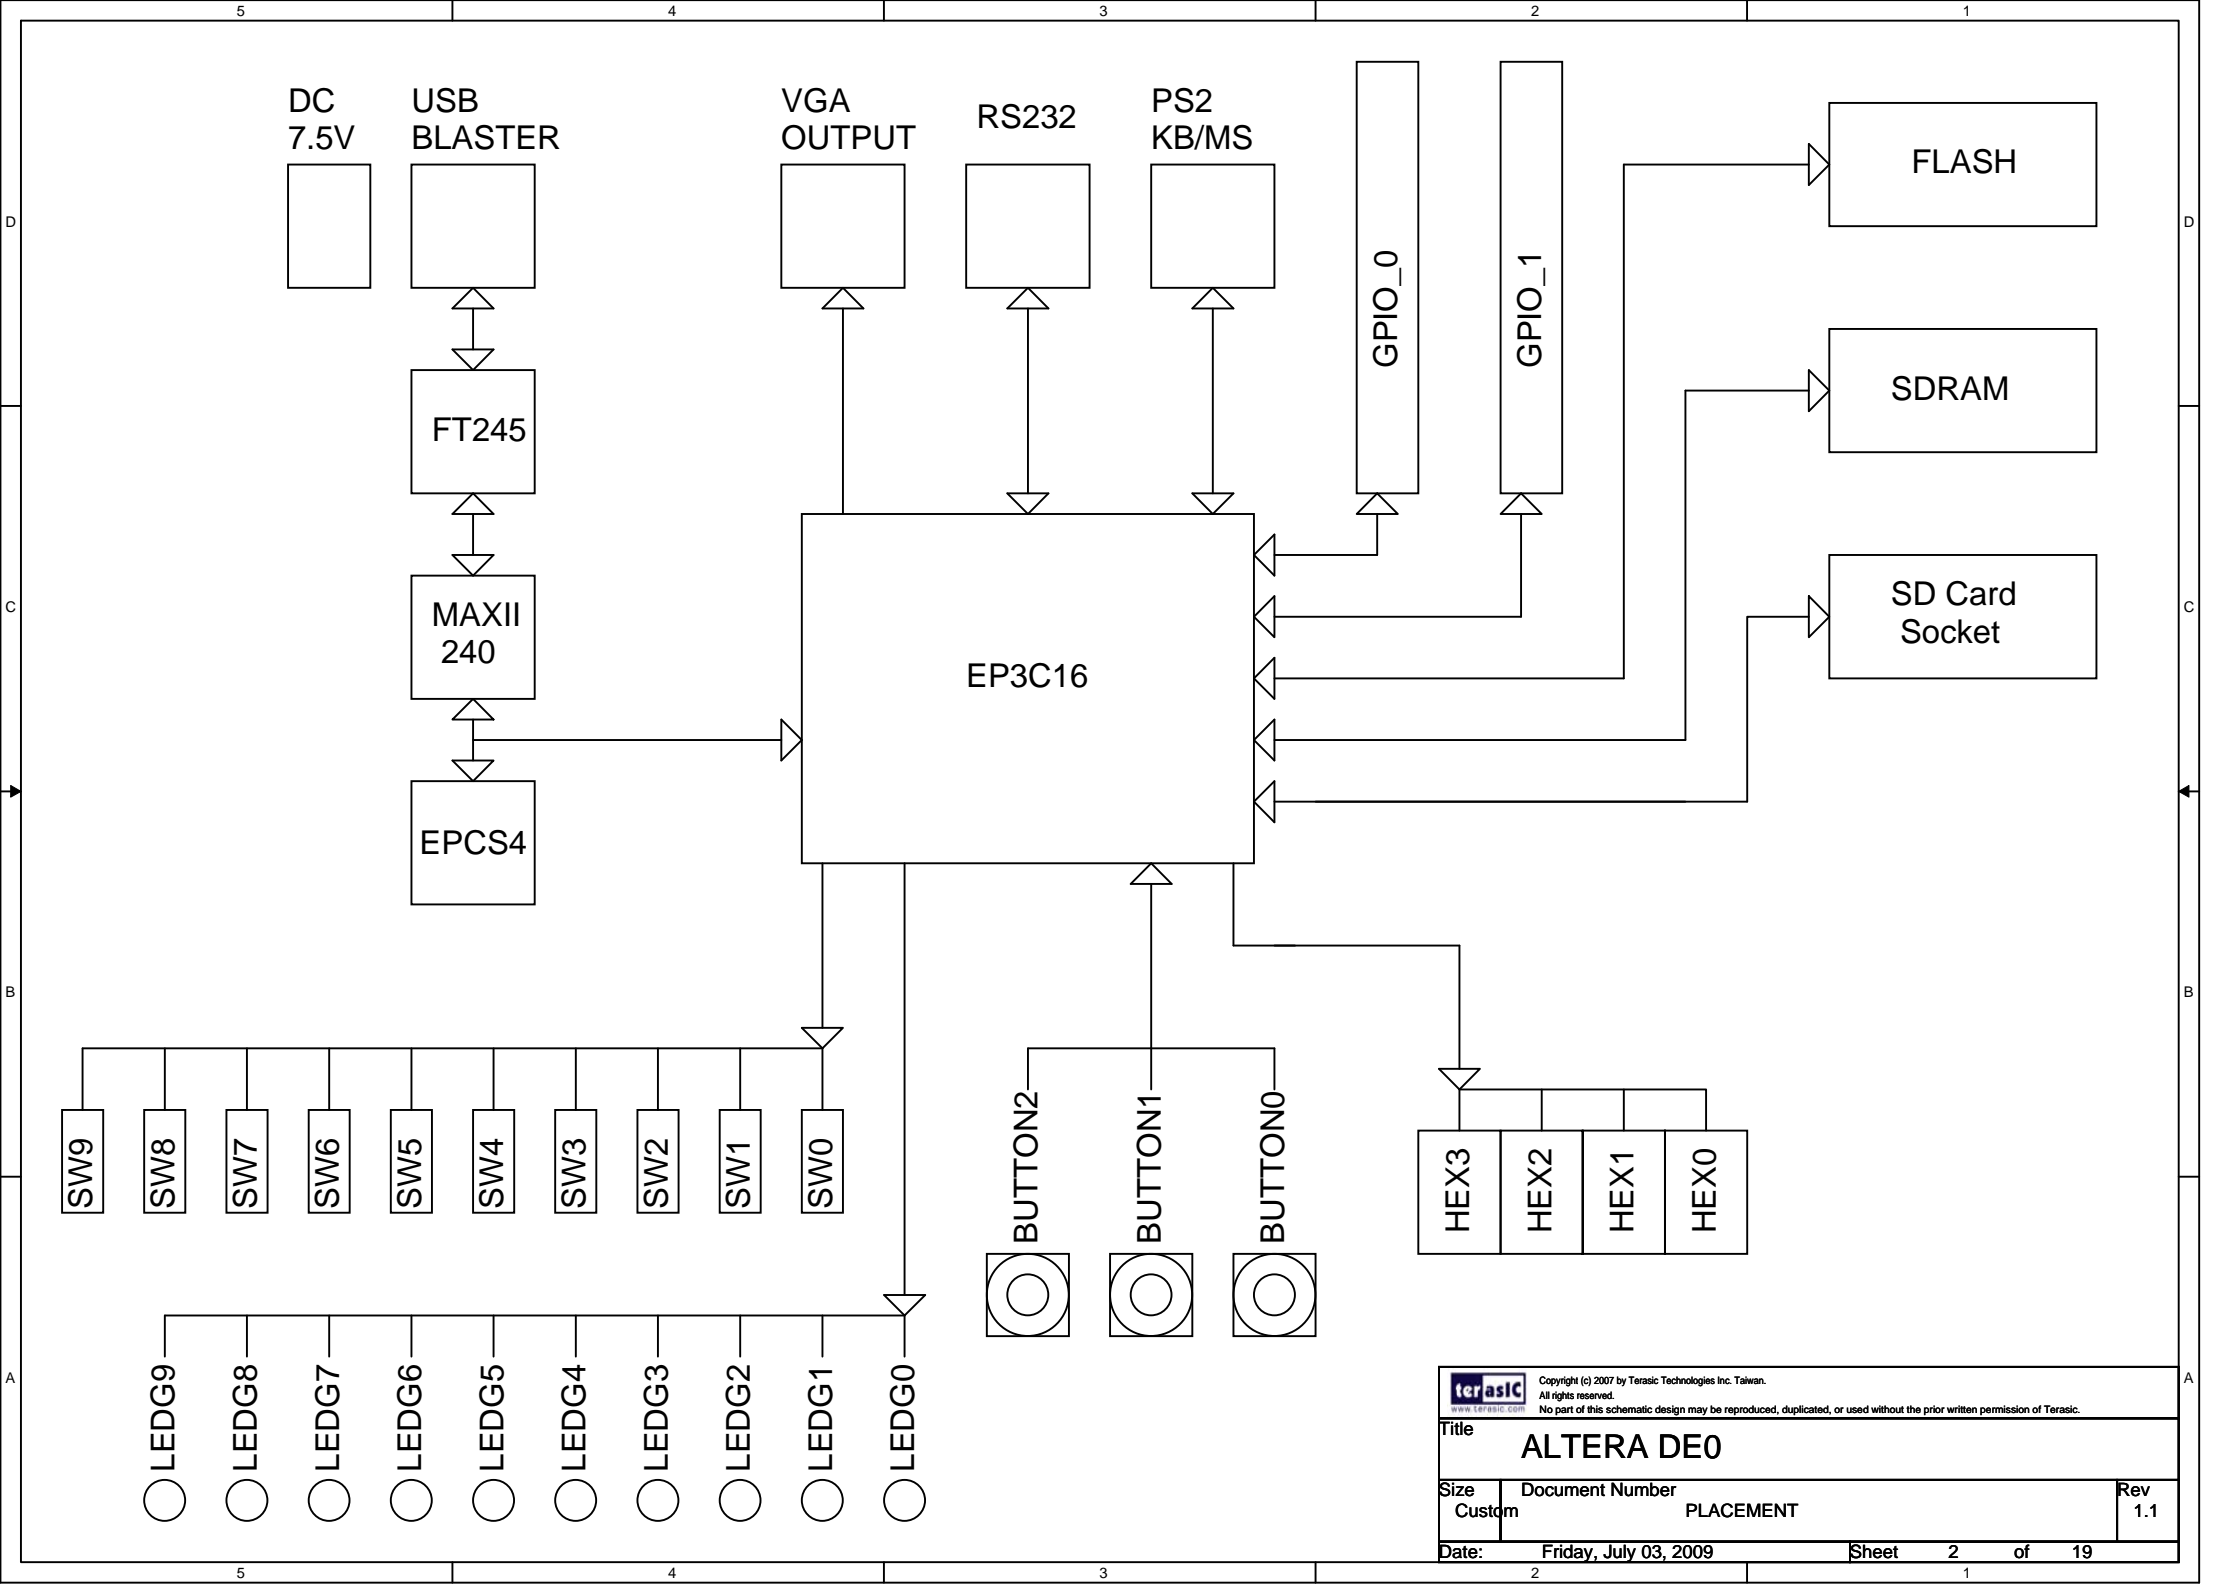 5 4 3 2 1
DC
7.5V
USB
BLASTER
VGA
OUTPUT
RS232
PS2
KB/MS
GPIO_0
GPIO_1
FLASH
D D
SDRAM
FT245
C C
MAXII
240
EP3C16
SD Card
Socket
EPCS4
B B
SW9 SW8 SW7 SW6 SW5 SW4 SW3 SW2 SW1 SW0
BUTTON2 BUTTON1 BUTTON0
HEX3 HEX2 HEX1 HEX0
A A
LEDG9 LEDG8 LEDG7 LEDG6 LEDG5 LEDG4 LEDG3 LEDG2 LEDG1 LEDG0
terasIC
www.terasic.com
Copyright (c) 2007 by Terasic Technologies Inc. Taiwan.
All rights reserved.
No part of this schematic design may be reproduced, duplicated, or used without the prior written permission of Terasic.
Title
ALTERA DE0
Size Document Number Rev
Custom PLACEMENT 1.1
Date: Friday, July 03, 2009 Sheet 2 of 19
5 4 3 2 1